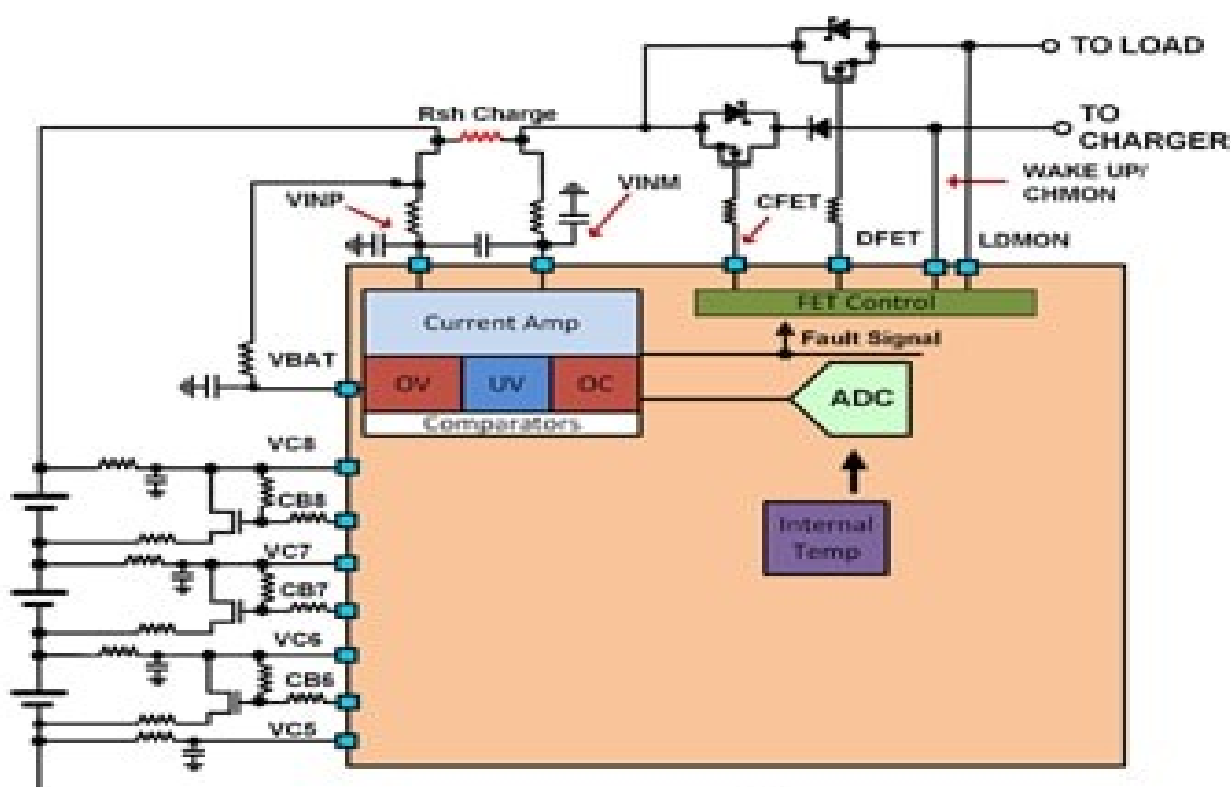 TO LOAD
Rsh Charge
TO
CHARGER
VINP
VINM
CFET
WAKE UP/
CHMON
DFET
LDMON
FET Control
Current Amp
Fault Signal
VBAT
OV
UV
OC
ADC
Comparators
VC8
CB8
Internal
Temp
VC7
CB7
VC6
CB6
VC5